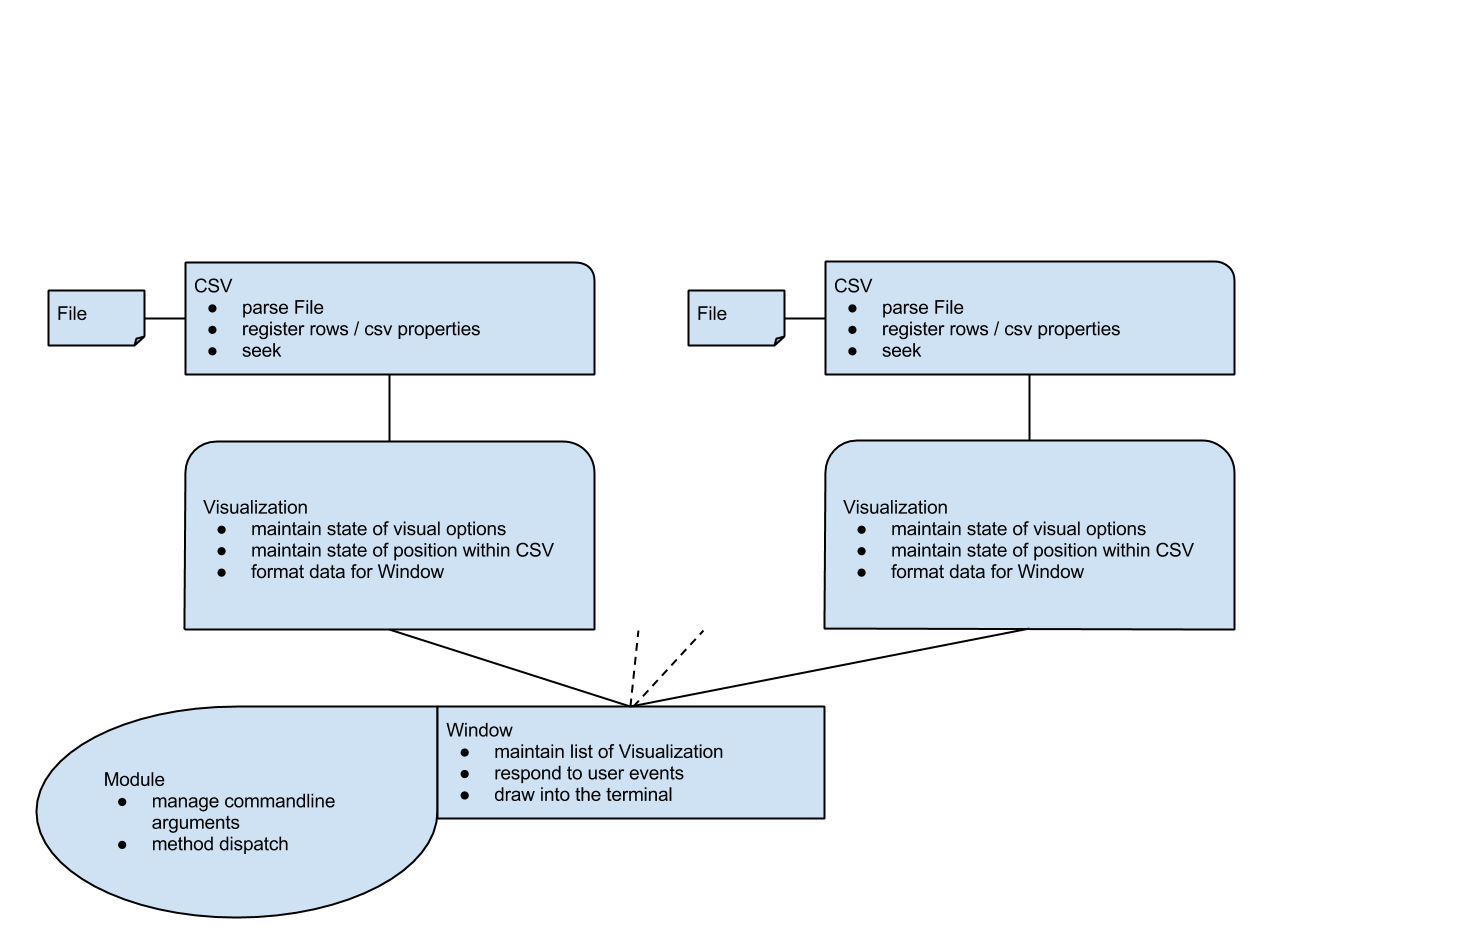 File
CSV
● parse File
● register rows / csv properties
● seek
File
CSV
● parse File
● register rows / csv properties
● seek
Visualization
● maintain state of visual options
● maintain state of position within CSV
● format data for Window
Visualization
● maintain state of visual options
● maintain state of position within CSV
● format data for Window
Module
● manage commandline
arguments
● method dispatch
Window
● maintain list of Visualization
● respond to user events
● draw into the terminal